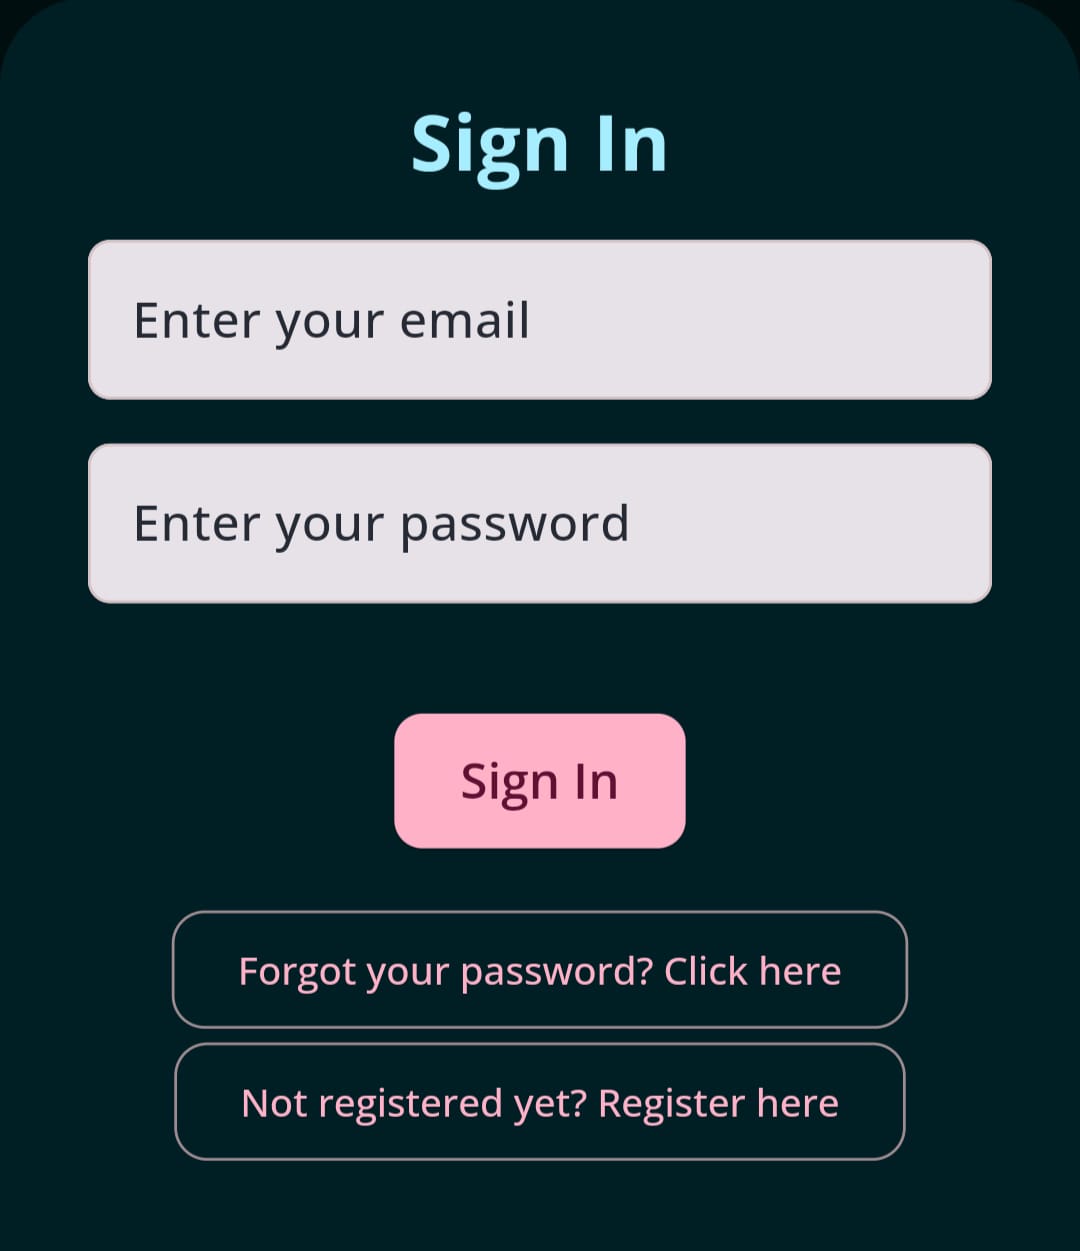 Sign In
Enter your email
Enter your password
Sign In
Forgot your password? Click here
Not registered yet? Register here